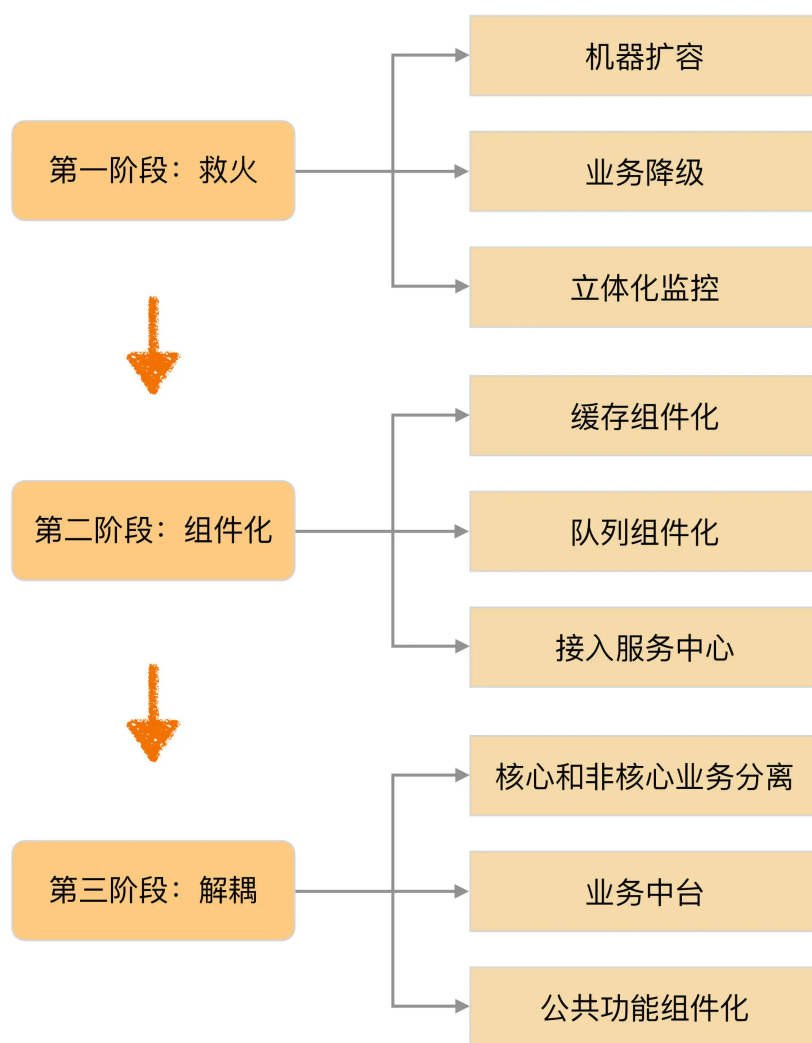 第一阶段：救火
机器扩容
业务降级
立体化监控
第二阶段：组件化
缓存组件化
队列组件化
接入服务中心
第三阶段：解耦
核心和非核心业务分离
业务中台
公共功能组件化